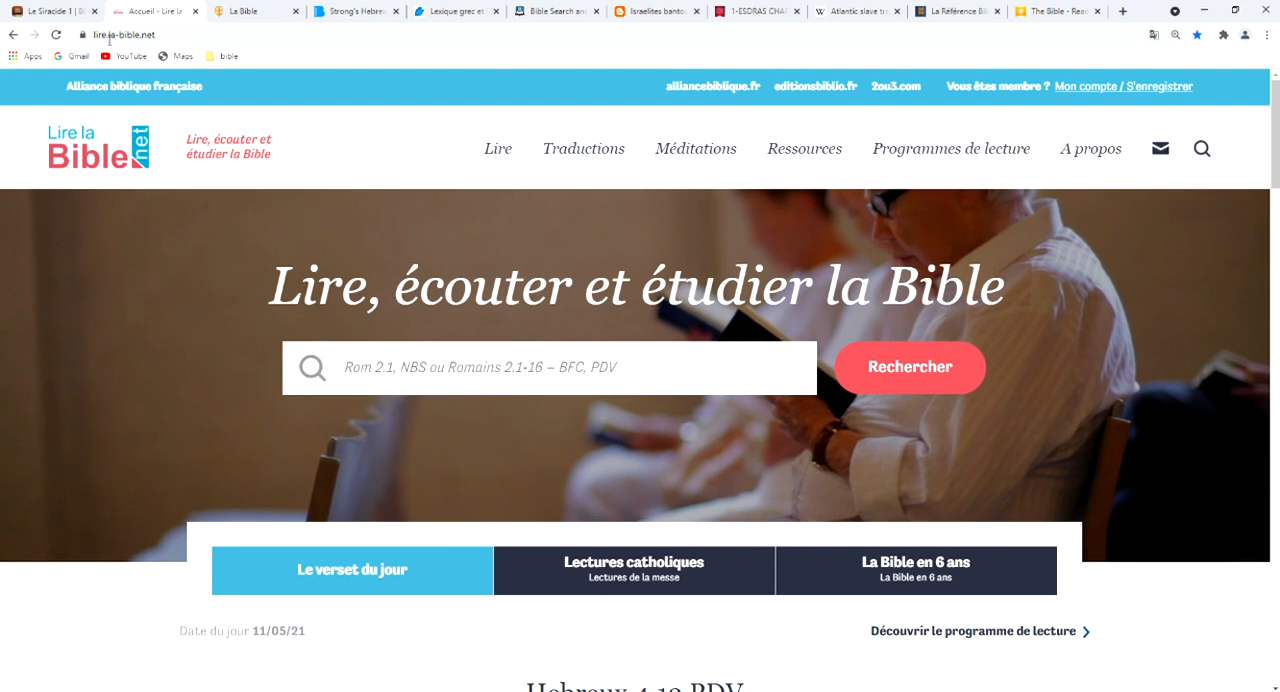 Le Siracide 1 | B
Accueil - Lire la
La Bible
Strong's Hebrew
Lexique grec et
Bible Search and
Israelites bantou
1-ESDRAS CHAP
Atlantic slave tra
La Référence Bib
The Bible - Read
lire.la-bible.net
Apps
Gmail
YouTube
Maps
bible
Alliance biblique française
alliancebiblique.fr
editionsbiblio.fr
2ou3.com
Vous êtes membre ? Mon compte / S'enregistrer
Lire la
Bible.net
Lire, écouter et
étudier la Bible
Lire
Traductions
Méditations
Ressources
Programmes de lecture
A propos
Lire, écouter et étudier la Bible
Rom 2.1, NBS ou Romains 2.1-16 – BFC, PDV
Rechercher
Le verset du jour
Lectures catholiques
Lectures de la messe
La Bible en 6 ans
La Bible en 6 ans
Date du jour 11/05/21
Découvrir le programme de lecture
Hebreux 4.12 PDV